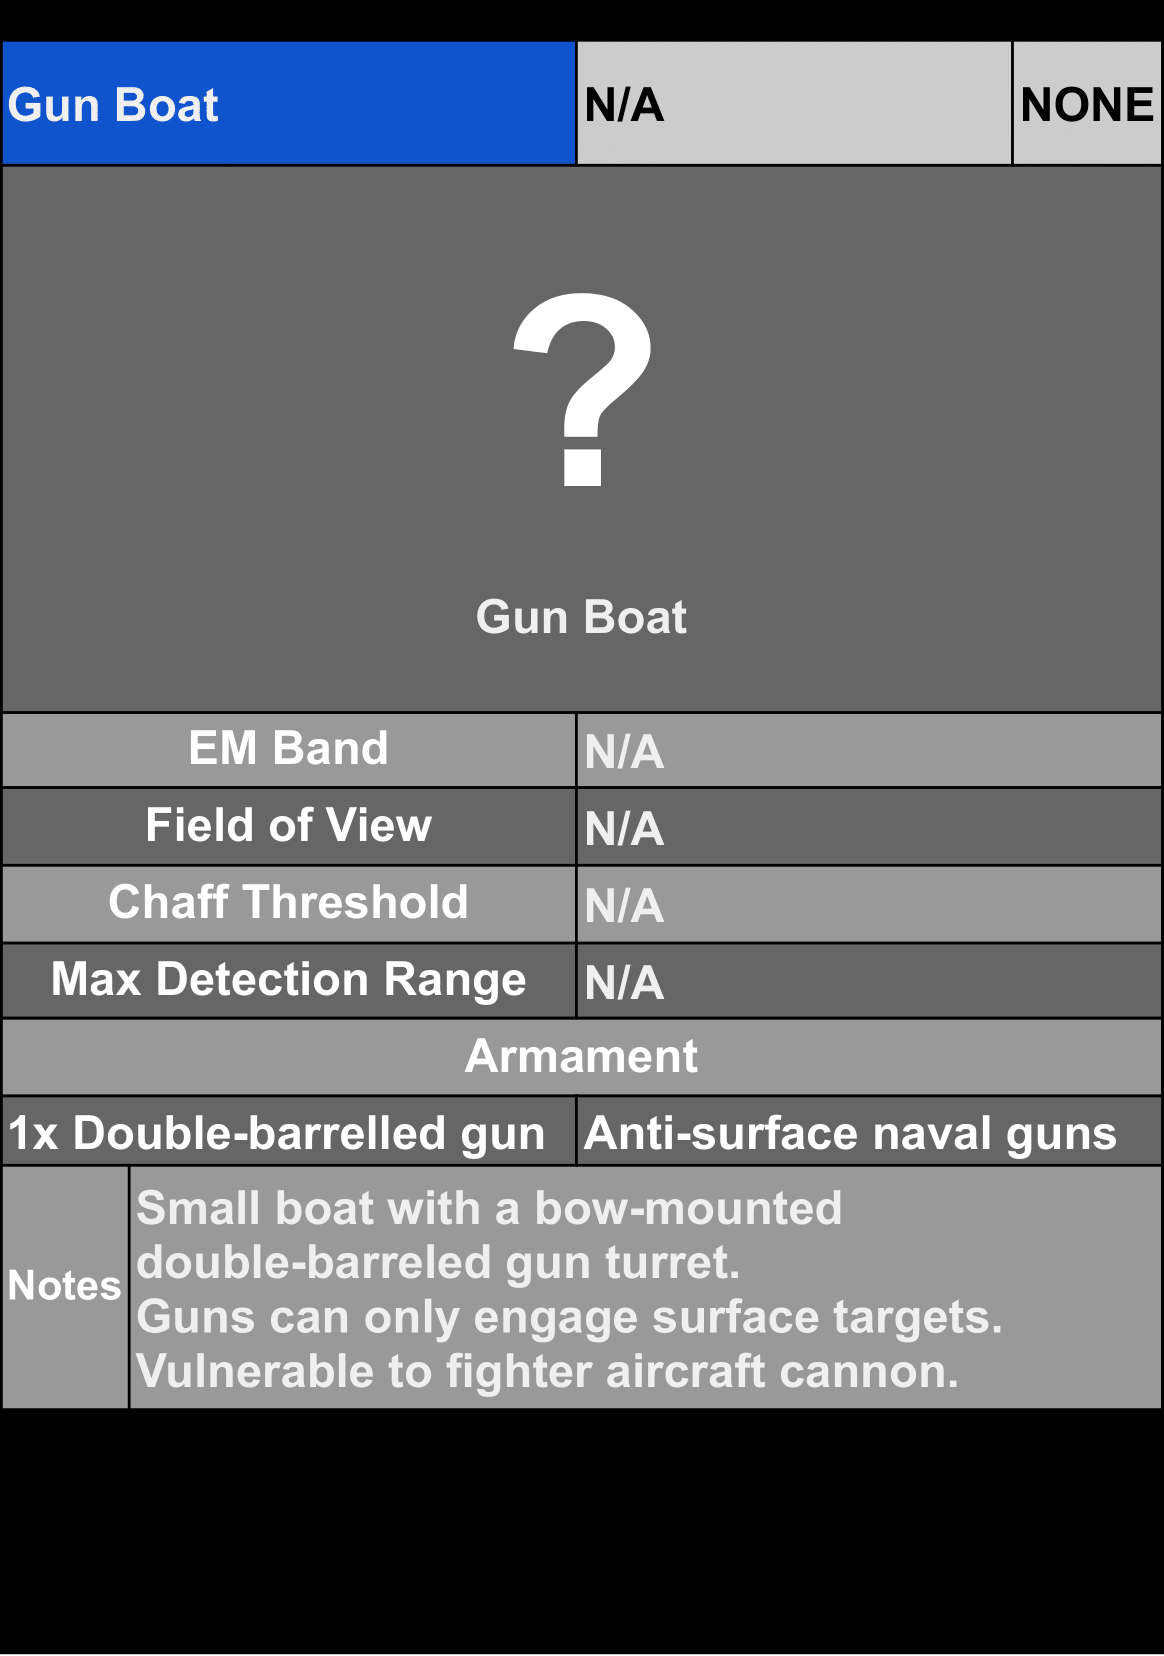 Gun Boat
N/A
NONE
?
Gun Boat
EM Band
N/A
Field of View
N/A
Chaff Threshold
N/A
Max Detection Range
N/A
Armament
1x Double-barrelled gun
Anti-surface naval guns
Notes
Small boat with a bow-mounted
double-barreled gun turret.
Guns can only engage surface targets.
Vulnerable to fighter aircraft cannon.